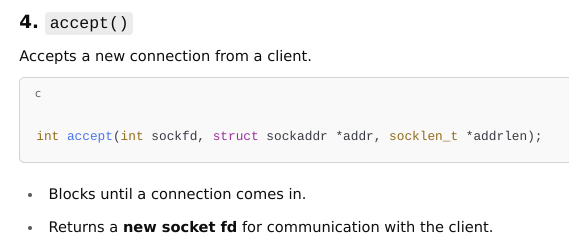 4. accept()
Accepts a new connection from a client.
c
int accept(int sockfd, struct sockaddr *addr, socklen_t *addrlen);
• Blocks until a connection comes in.
• Returns a new socket fd for communication with the client.